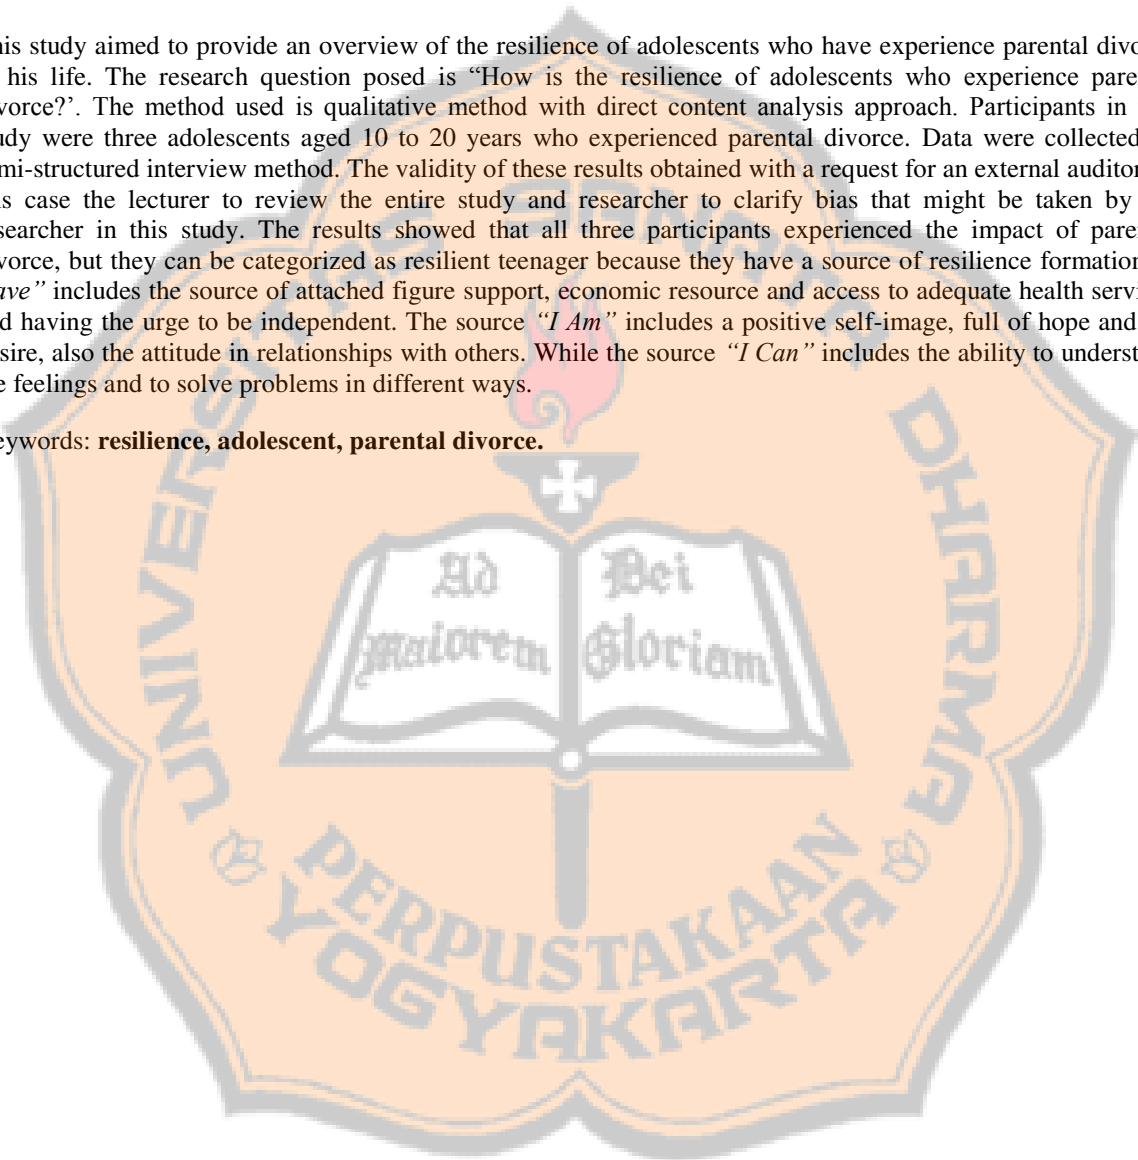 his study aimed to provide an overview of the resilience of adolescents who have experience parental divo
his life. The research question posed is “How is the resilience of adolescents who experience pare
vorce?’. The method used is qualitative method with direct content analysis approach. Participants in
udy were three adolescents aged 10 to 20 years who experienced parental divorce. Data were collected
mi-structured interview method. The validity of these results obtained with a request for an external auditor
is case the lecturer to review the entire study and researcher to clarify bias that might be taken by
searcher in this study. The results showed that all three participants experienced the impact of paren
vorce, but they can be categorized as resilient teenager because they have a source of resilience formation
ave” includes the source of attached figure support, economic resource and access to adequate health servi
d having the urge to be independent. The source “I Am” includes a positive self-image, full of hope and
sire, also the attitude in relationships with others. While the source “I Can” includes the ability to underst
e feelings and to solve problems in different ways.
eywords: resilience, adolescent, parental divorce.
UNIVERSITAS SANATA DHARMA
Ad Dei
maiorem Gloriam
PERPUSTAKAAN
YOGYAKARTA